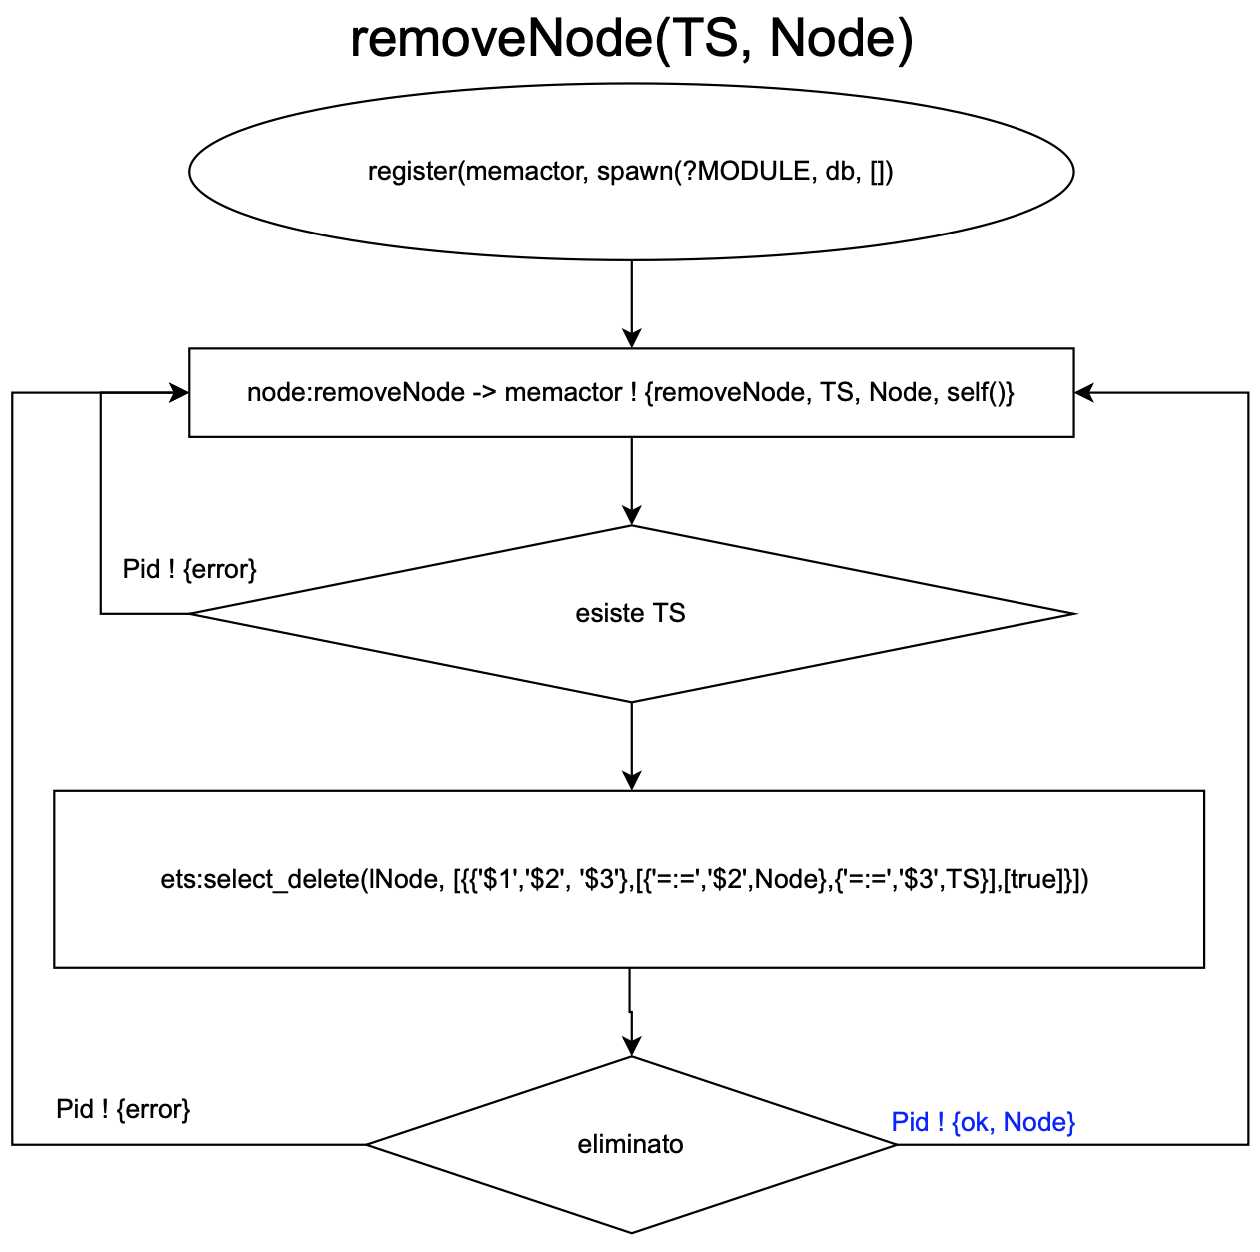 removeNode(TS, Node)
register(memactor, spawn(?MODULE, db, [])
node:removeNode -> memactor ! {removeNode, TS, Node, self()}
Pid ! {error}
esiste TS
ets:select_delete(lNode, [{{'$1','$2', '$3'},[{'=:=','$2',Node},{'=:=','$3',TS}],[true]}])
Pid ! {error}
Pid ! {ok, Node}
eliminato